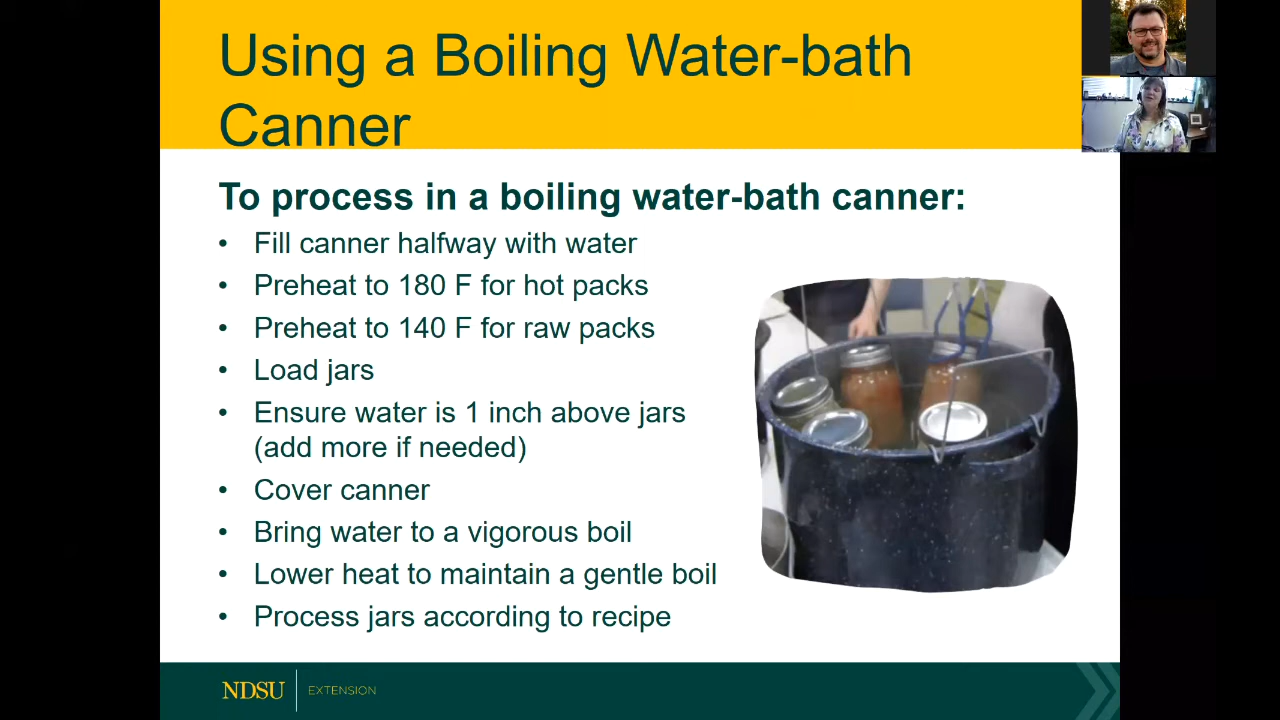 Using a Boiling Water-bath
Canner
To process in a boiling water-bath canner:
• Fill canner halfway with water
• Preheat to 180 F for hot packs
• Preheat to 140 F for raw packs
• Load jars
• Ensure water is 1 inch above jars
(add more if needed)
• Cover canner
• Bring water to a vigorous boil
• Lower heat to maintain a gentle boil
• Process jars according to recipe
NDSU EXTENSION